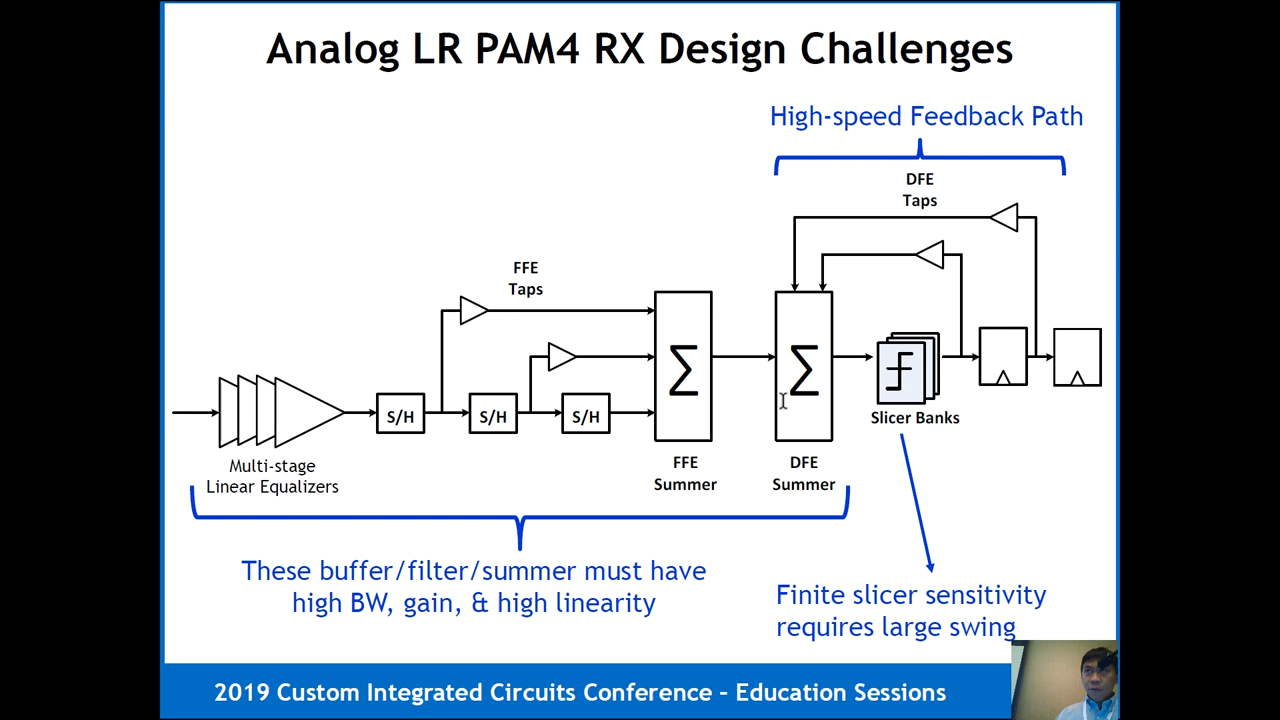 Analog LR PAM4 RX Design Challenges
High-speed Feedback Path
DFE
Taps
FFE
Taps
Σ
Σ
S/H
S/H
S/H
Slicer Banks
Multi-stage
Linear Equalizers
FFE
Summer
DFE
Summer
These buffer/filter/summer must have
high BW, gain, & high linearity
Finite slicer sensitivity
requires large swing
2019 Custom Integrated Circuits Conference – Education Sessions